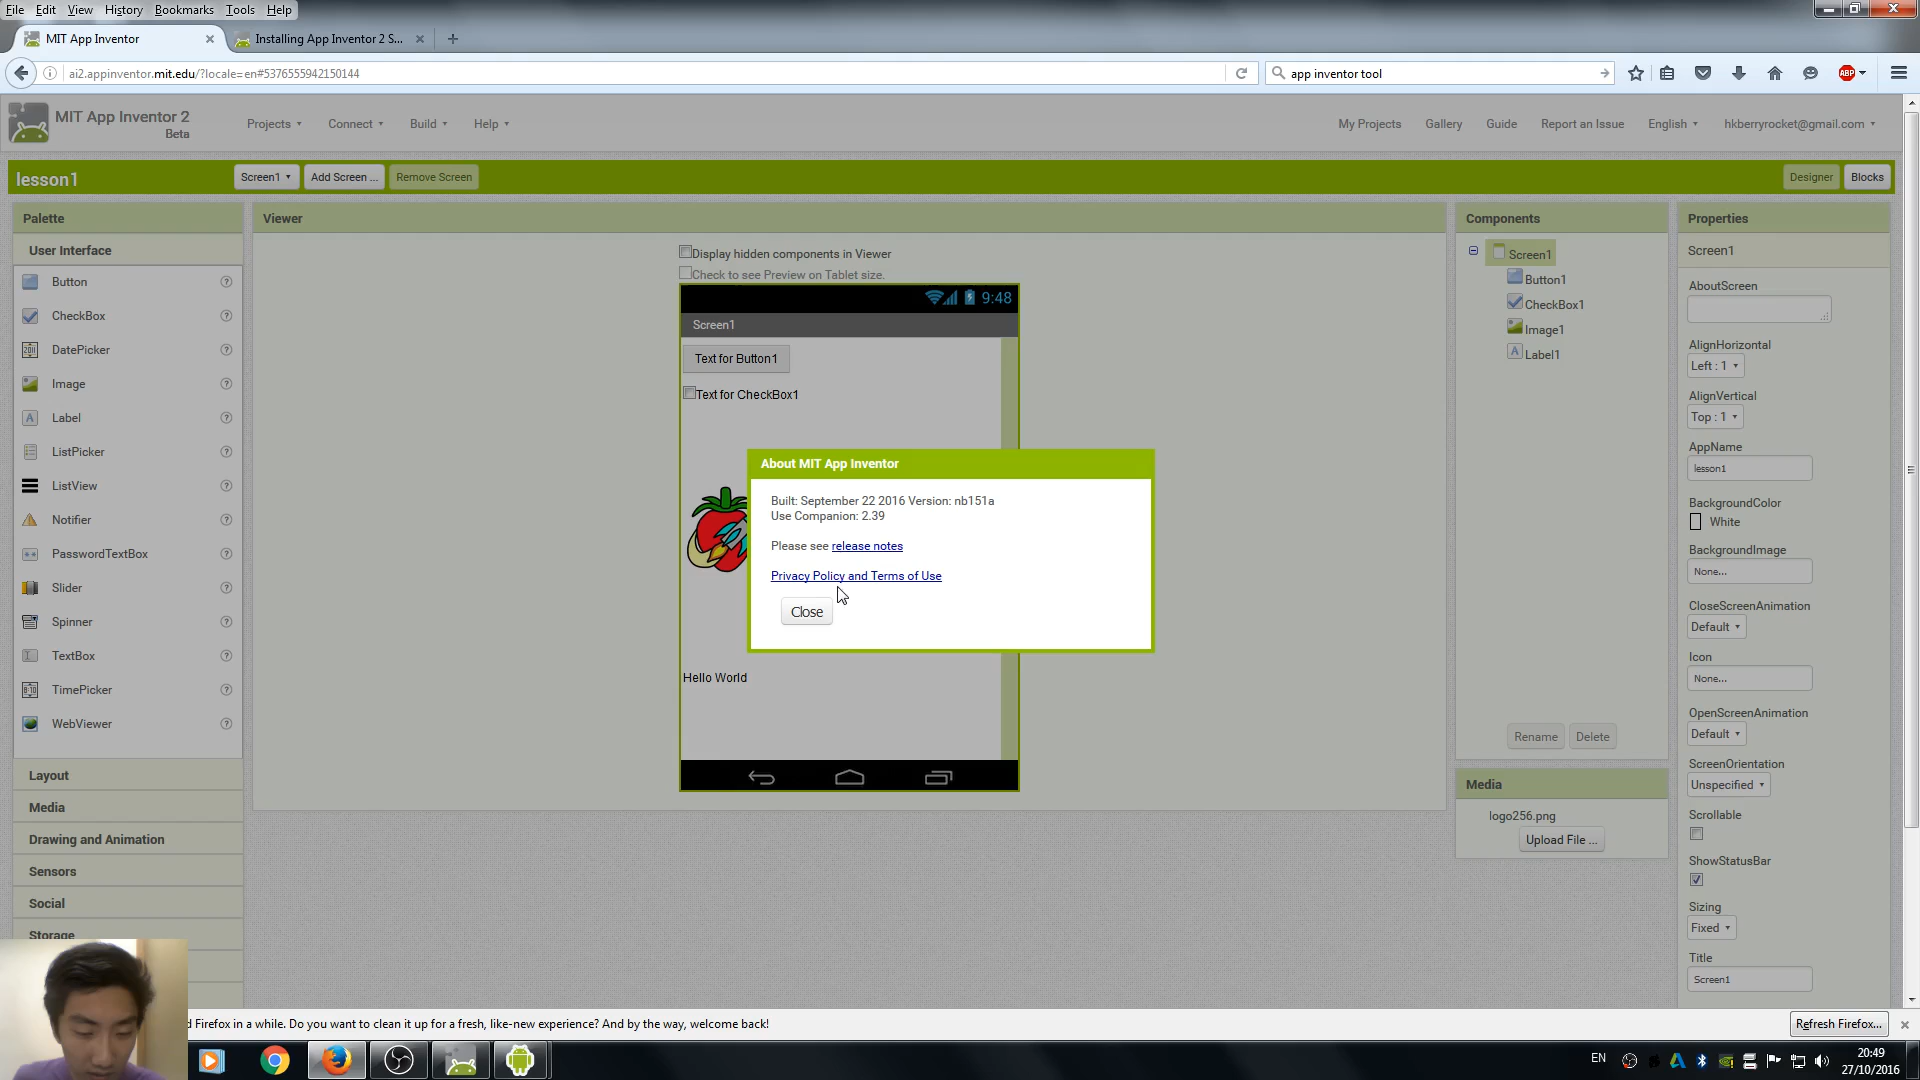 File Edit View History Bookmarks Tools Help
MIT App Inventor
Installing App Inventor 2 S...
ai2.appinventor.mit.edu/?locale=en#5376555942150144
app inventor tool
ABP
MIT App Inventor 2
Beta
Projects Connect Build Help
My Projects Gallery Guide Report an Issue English hkberryrocket@gmail.com
lesson1
Screen1 Add Screen ... Remove Screen
Designer Blocks
Palette
User Interface
Button
CheckBox
DatePicker
Image
Label
ListPicker
ListView
Notifier
PasswordTextBox
Slider
Spinner
TextBox
TimePicker
WebViewer
Layout
Media
Drawing and Animation
Sensors
Social
Storage
Viewer
Display hidden components in Viewer
Check to see Preview on Tablet size.
9:48
Screen1
Text for Button1
Text for CheckBox1
Hello World
About MIT App Inventor
Built: September 22 2016 Version: nb151a
Use Companion: 2.39
Please see release notes
Privacy Policy and Terms of Use
Close
Components
Screen1
Button1
CheckBox1
Image1
A Label1
Rename Delete
Media
logo256.png
Upload File ...
Properties
Screen1
AboutScreen
AlignHorizontal
Left : 1
AlignVertical
Top : 1
AppName
lesson1
BackgroundColor
White
BackgroundImage
None...
CloseScreenAnimation
Default
Icon
None...
OpenScreenAnimation
Default
ScreenOrientation
Unspecified
Scrollable
ShowStatusBar
Sizing
Fixed
Title
Screen1
Firefox in a while. Do you want to clean it up for a fresh, like-new experience? And by the way, welcome back!
Refresh Firefox...
EN
20:49
27/10/2016